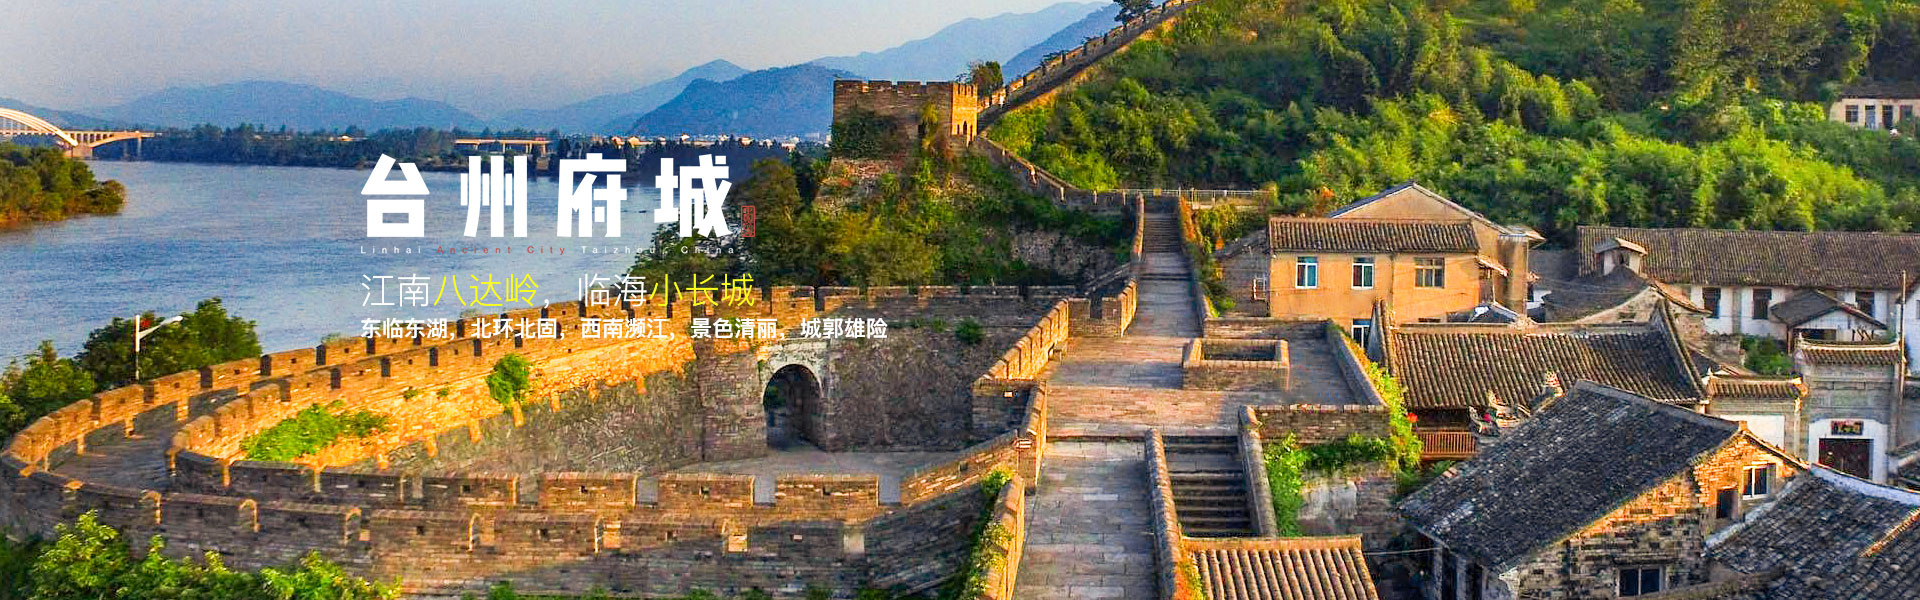 台州府城
Linhai Ancient City Taizhou China
江南八达岭，临海小长城
东临东湖，北环北固，西南濒江，景色清丽，城郭雄险